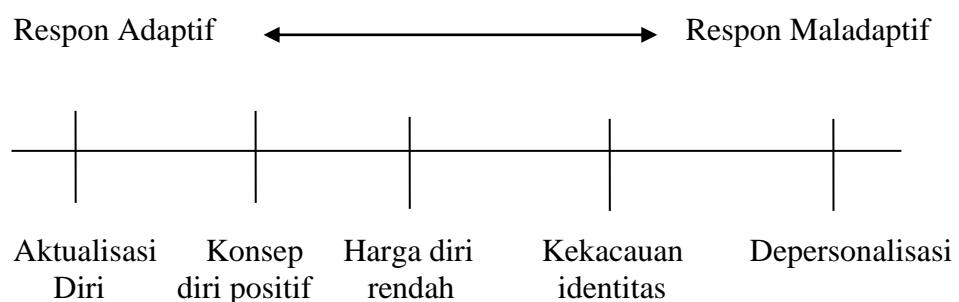 Respon Adaptif Respon Maladaptif
Aktualisasi Konsep Harga diri Kekacauan Depersonalisasi
Diri diri positif rendah identitas